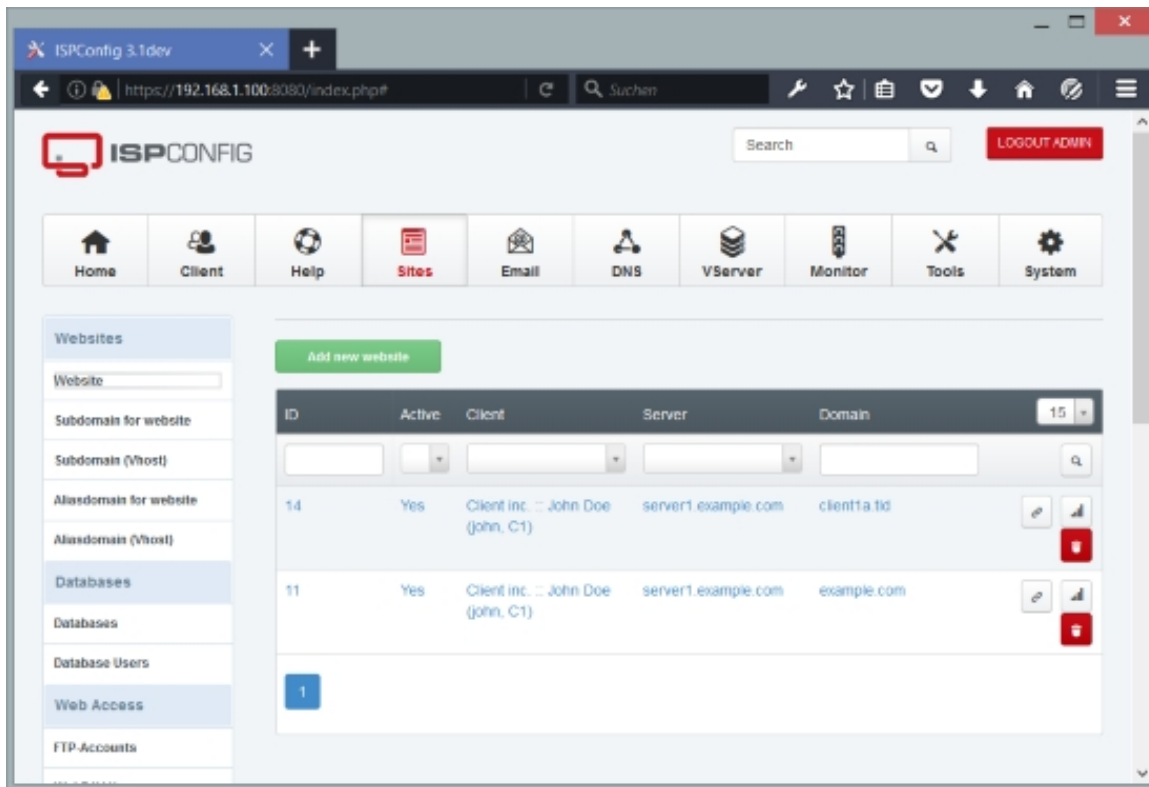 ISPConfig 3.1dev
https://192.168.1.100:8080/index.php#
Suchen
ISPCONFIG
Search
LOGOUT ADMIN
Home Client Help Sites Email DNS VServer Monitor Tools System
Websites
Website
Subdomain for website
Subdomain (Vhost)
Aliasdomain for website
Aliasdomain (Vhost)
Databases
Databases
Database Users
Web Access
FTP-Accounts
Add new website
ID Active Client Server Domain 15
14 Yes Client inc. :: John Doe server1.example.com client1a.tld
(john, C1)
11 Yes Client inc. :: John Doe server1.example.com example.com
(john, C1)
1